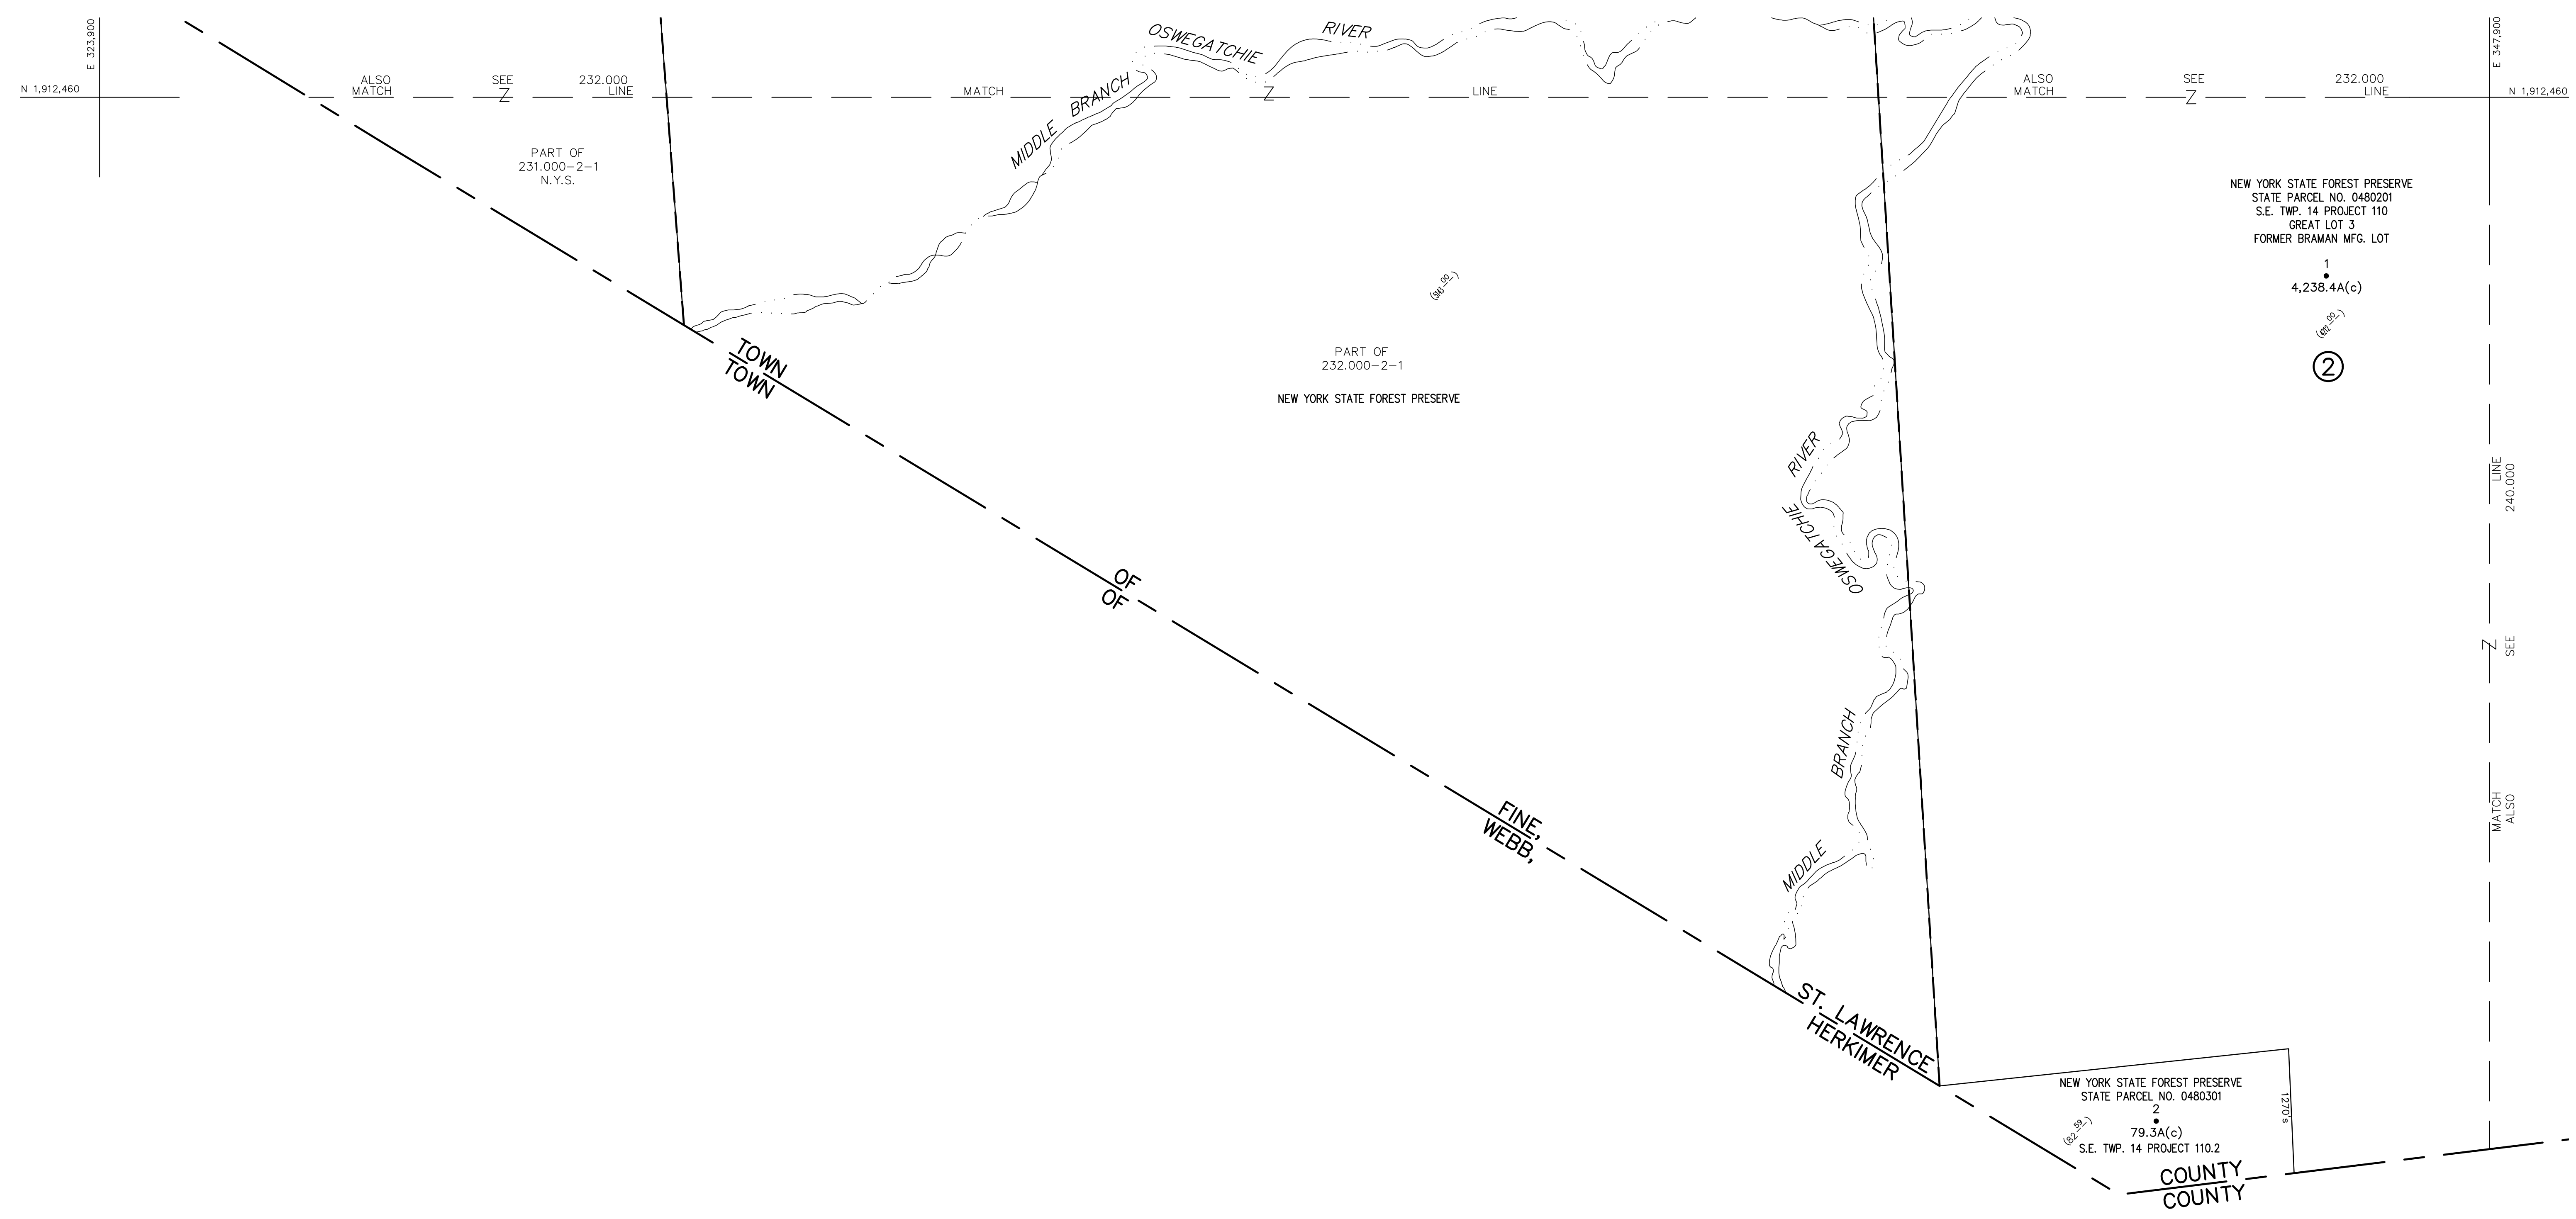 E 323,900
N 1,912,460
ALSO SEE 232.000
MATCH Z LINE
MATCH Z LINE
ALSO SEE 232.000
MATCH Z LINE
E 347,900
N 1,912,460
MIDDLE BRANCH OSWEGATCHIE RIVER
PART OF
231.000-2-1
N.Y.S.
NEW YORK STATE FOREST PRESERVE
STATE PARCEL NO. 0480201
S.E. TWP. 14 PROJECT 110
GREAT LOT 3
FORMER BRAMAN MFG. LOT
1
4,238.4A(c)
2
PART OF
232.000-2-1
NEW YORK STATE FOREST PRESERVE
MIDDLE BRANCH OSWEGATCHIE RIVER
MATCH Z LINE
ALSO SEE 240.000
TOWN OF FINE, ST. LAWRENCE COUNTY
TOWN OF WEBB, HERKIMER COUNTY
NEW YORK STATE FOREST PRESERVE
STATE PARCEL NO. 0480301
2
79.3A(c)
S.E. TWP. 14 PROJECT 110.2
(82.59)
1270's